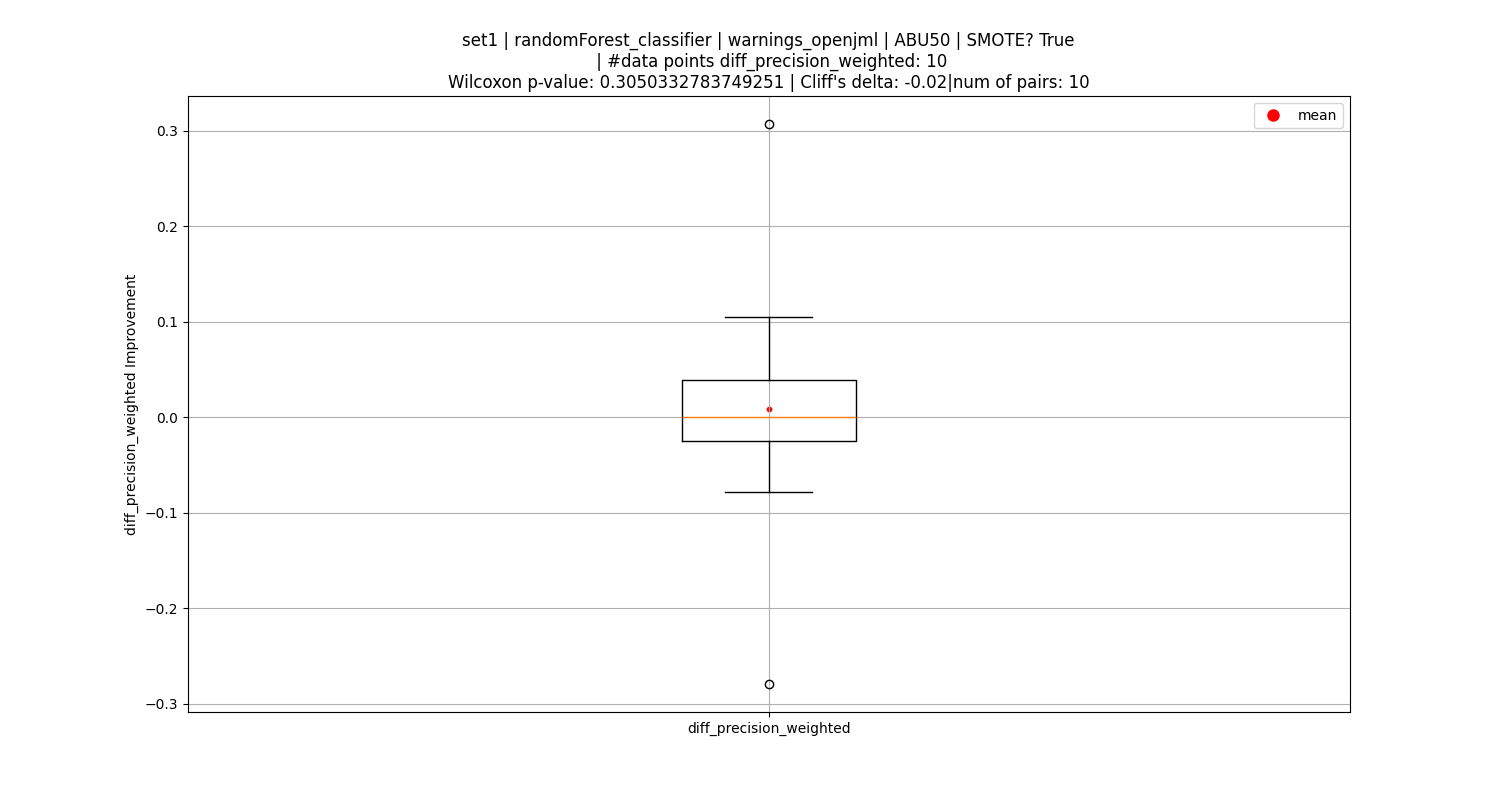 set1 | randomForest_classifier | warnings_openjml | ABU50 | SMOTE? True
| #data points diff_precision_weighted: 10
Wilcoxon p-value: 0.3050332783749251 | Cliff's delta: -0.02|num of pairs: 10
mean
0.3
0.2
0.1
0.0
−0.1
−0.2
−0.3
diff_precision_weighted Improvement
diff_precision_weighted